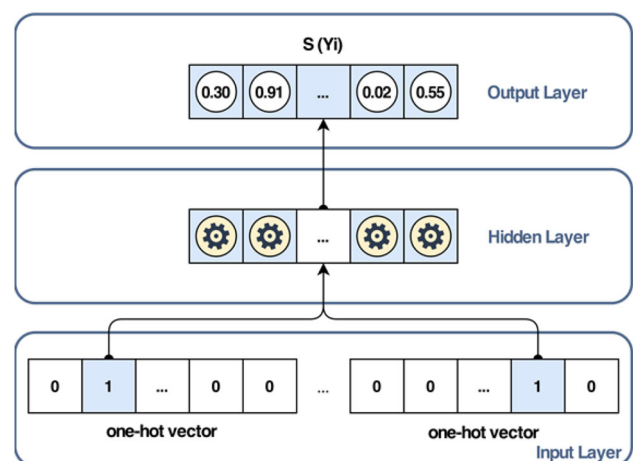 S (Yi)
0.30 0.91 ... 0.02 0.55
Output Layer
...
Hidden Layer
0 1 ... 0 0 ... 0 0 ... 1 0
one-hot vector one-hot vector
Input Layer